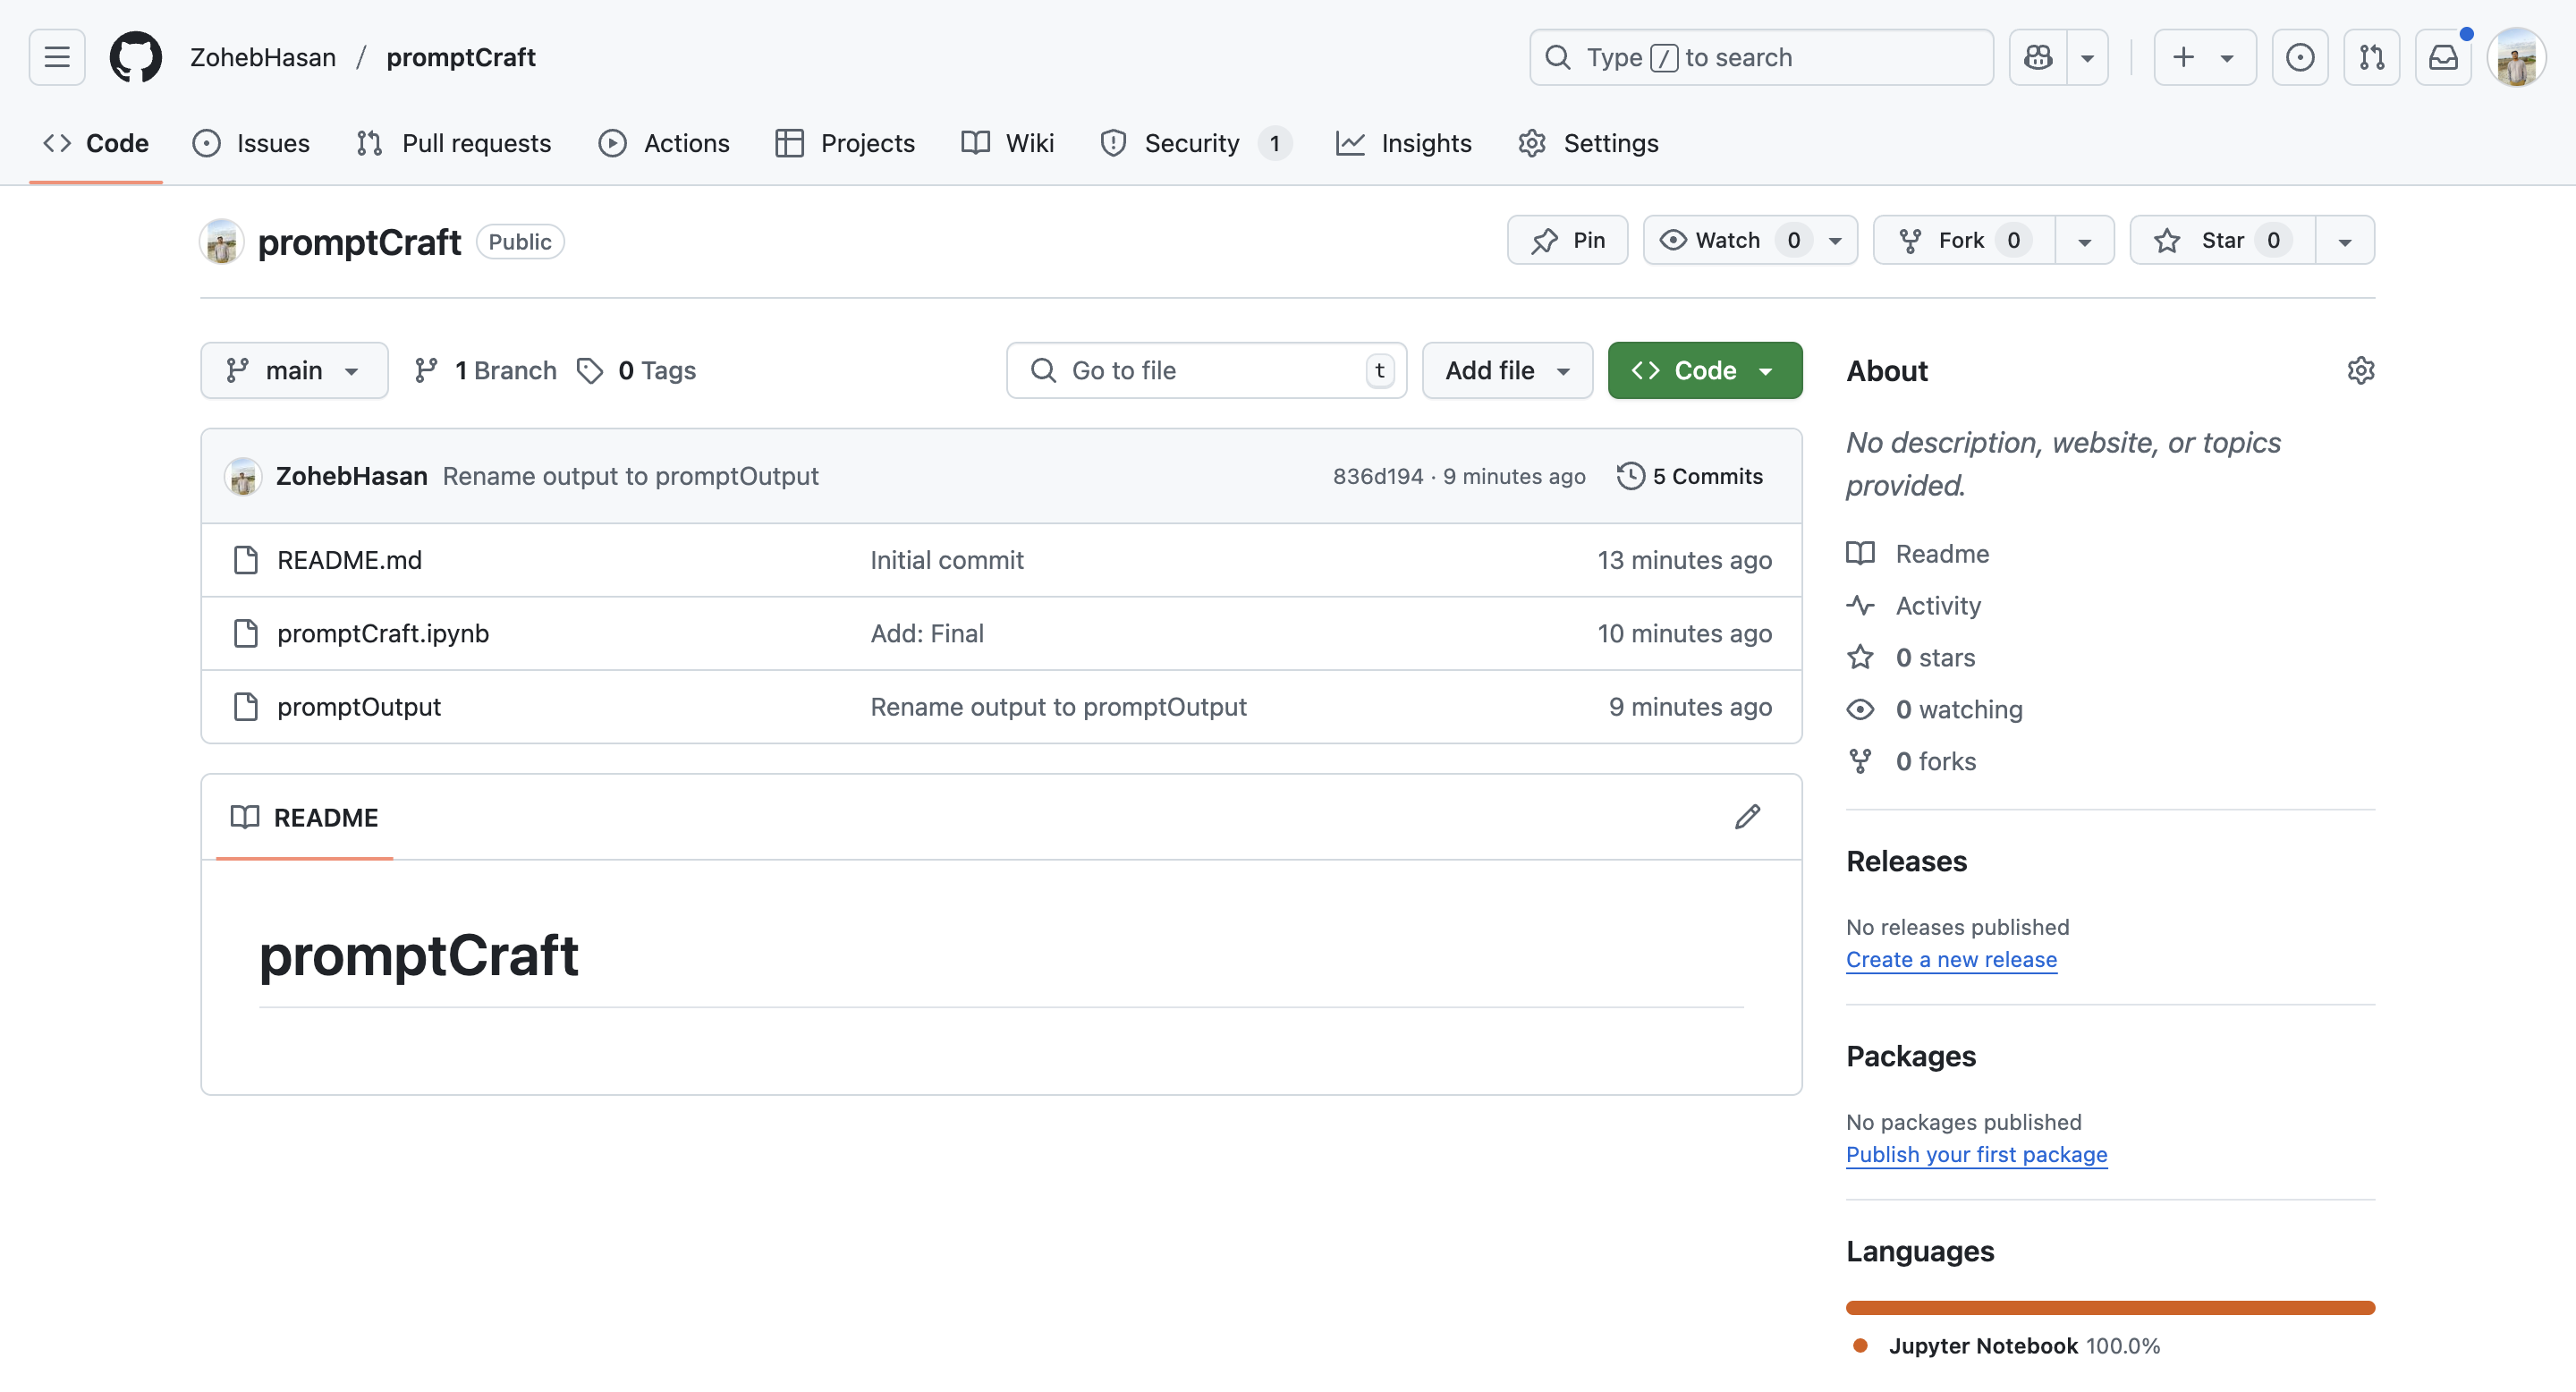 ZohebHasan / promptCraft
Type / to search
Code Issues Pull requests Actions Projects Wiki Security 1 Insights Settings
promptCraft Public
Pin Watch 0 Fork 0 Star 0
main 1 Branch 0 Tags
Go to file t
Add file
Code
ZohebHasan Rename output to promptOutput 836d194 · 9 minutes ago 5 Commits
README.md Initial commit 13 minutes ago
promptCraft.ipynb Add: Final 10 minutes ago
promptOutput Rename output to promptOutput 9 minutes ago
README
promptCraft
About
No description, website, or topics
provided.
Readme
Activity
0 stars
0 watching
0 forks
Releases
No releases published
Create a new release
Packages
No packages published
Publish your first package
Languages
Jupyter Notebook 100.0%